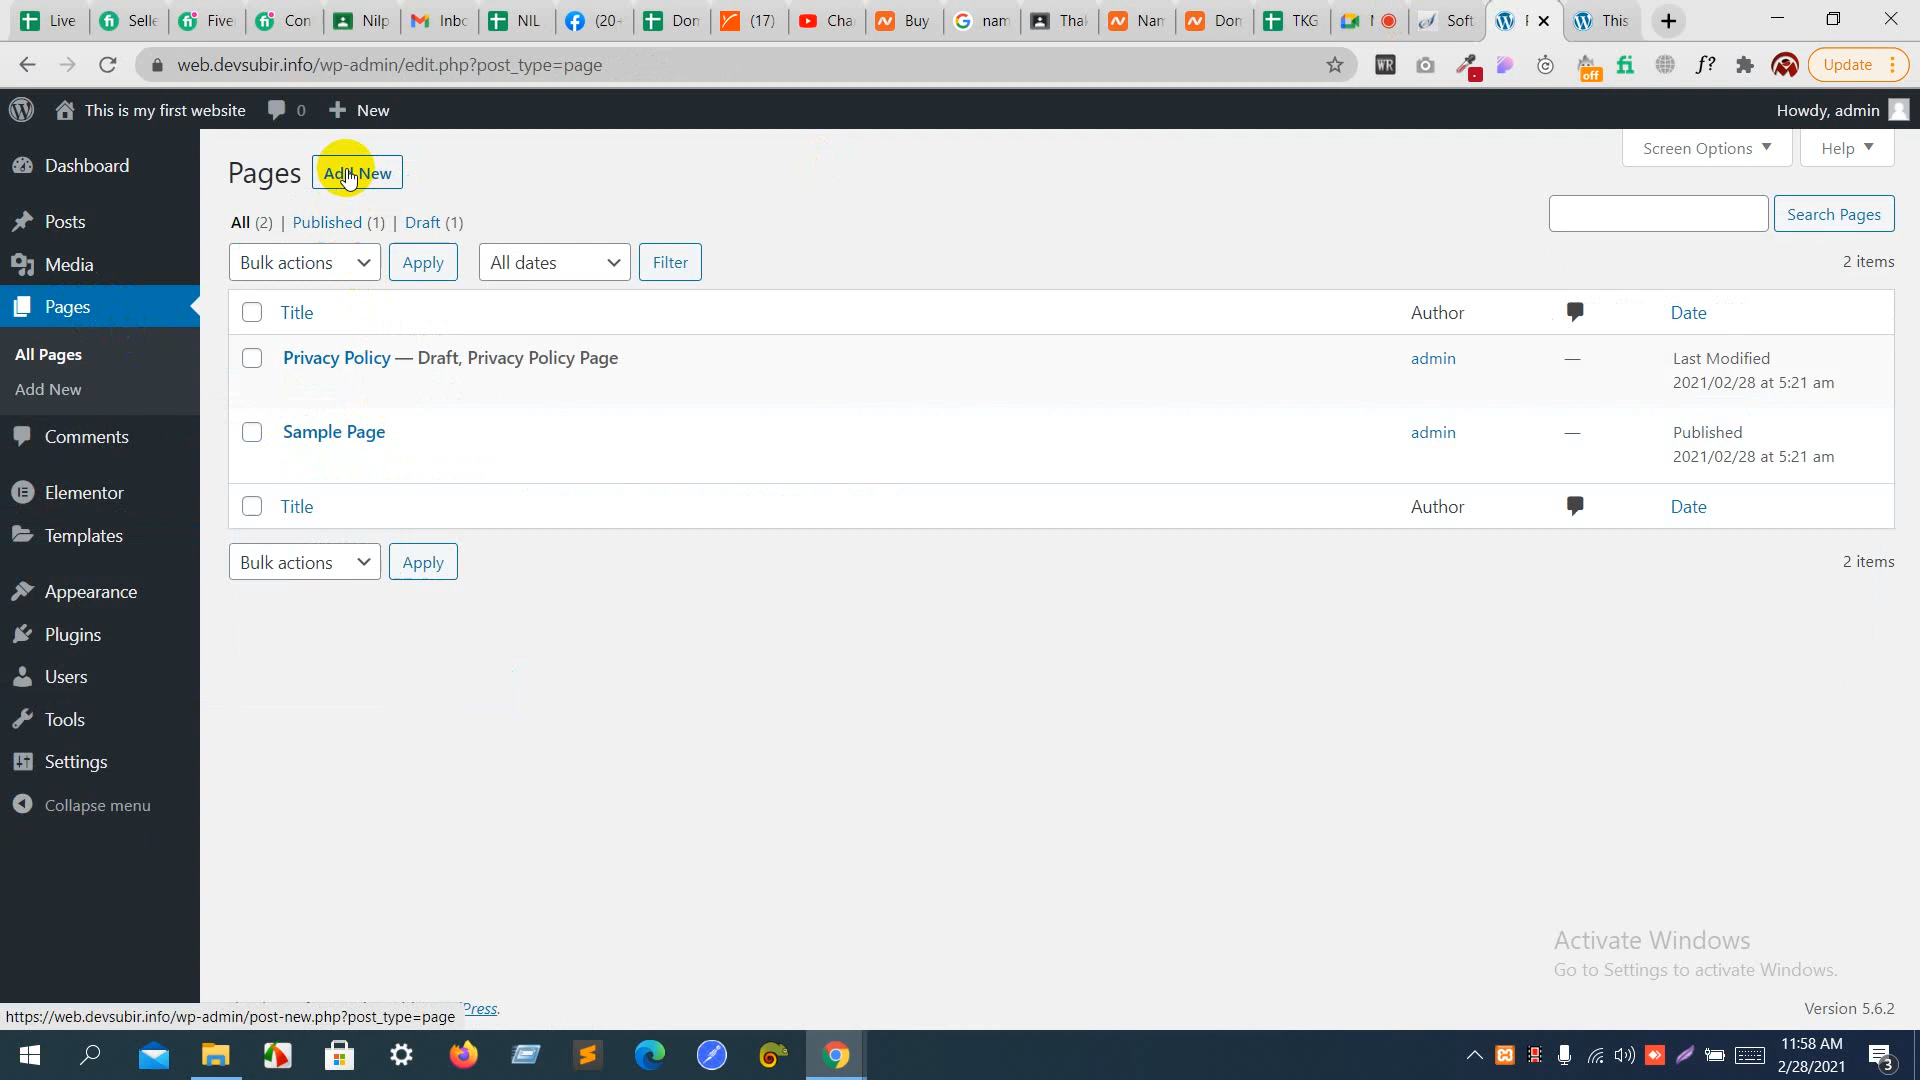 Live
Selle
Five
Con
Nilp
Inbc
NIL
(20
Don
(17)
Cha
Buy
nam
Tha
Nam
Don
TKG
Soft
This
web.devsubir.info/wp-admin/edit.php?post_type=page
WR
off
f?
Update
This is my first website
0
New
Howdy, admin
Dashboard
Posts
Media
Pages
All Pages
Add New
Comments
Elementor
Templates
Appearance
Plugins
Users
Tools
Settings
Collapse menu
Pages
Add New
Screen Options
Help
All (2) | Published (1) | Draft (1)
Search Pages
Bulk actions
Apply
All dates
Filter
2 items
Title
Author
Date
Privacy Policy — Draft, Privacy Policy Page
admin
—
Last Modified
2021/02/28 at 5:21 am
Sample Page
admin
—
Published
2021/02/28 at 5:21 am
Title
Author
Date
Bulk actions
Apply
2 items
Activate Windows
Go to Settings to activate Windows.
Press.
Version 5.6.2
https://web.devsubir.info/wp-admin/post-new.php?post_type=page
11:58 AM
2/28/2021
3